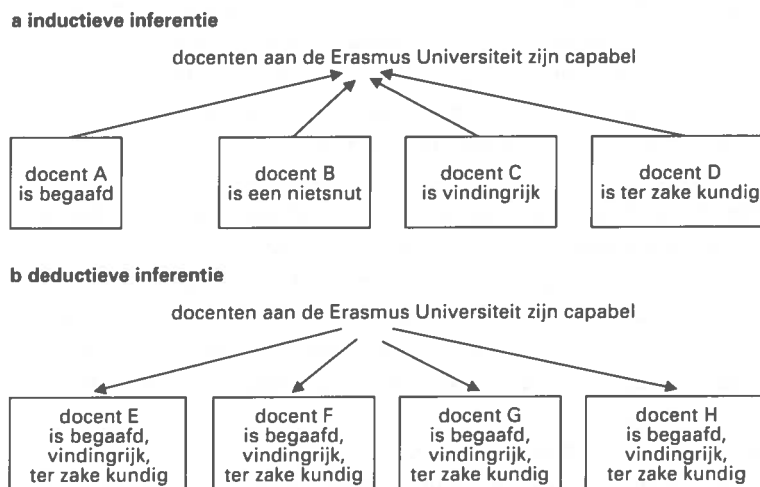 a inductieve inferentie
docenten aan de Erasmus Universiteit zijn capabel
docent A
is begaafd
docent B
is een nietsnut
docent C
is vindingrijk
docent D
is ter zake kundig
b deductieve inferentie
docenten aan de Erasmus Universiteit zijn capabel
docent E
is begaafd,
vindingrijk,
ter zake kundig
docent F
is begaafd,
vindingrijk,
ter zake kundig
docent G
is begaafd,
vindingrijk,
ter zake kundig
docent H
is begaafd,
vindingrijk,
ter zake kundig